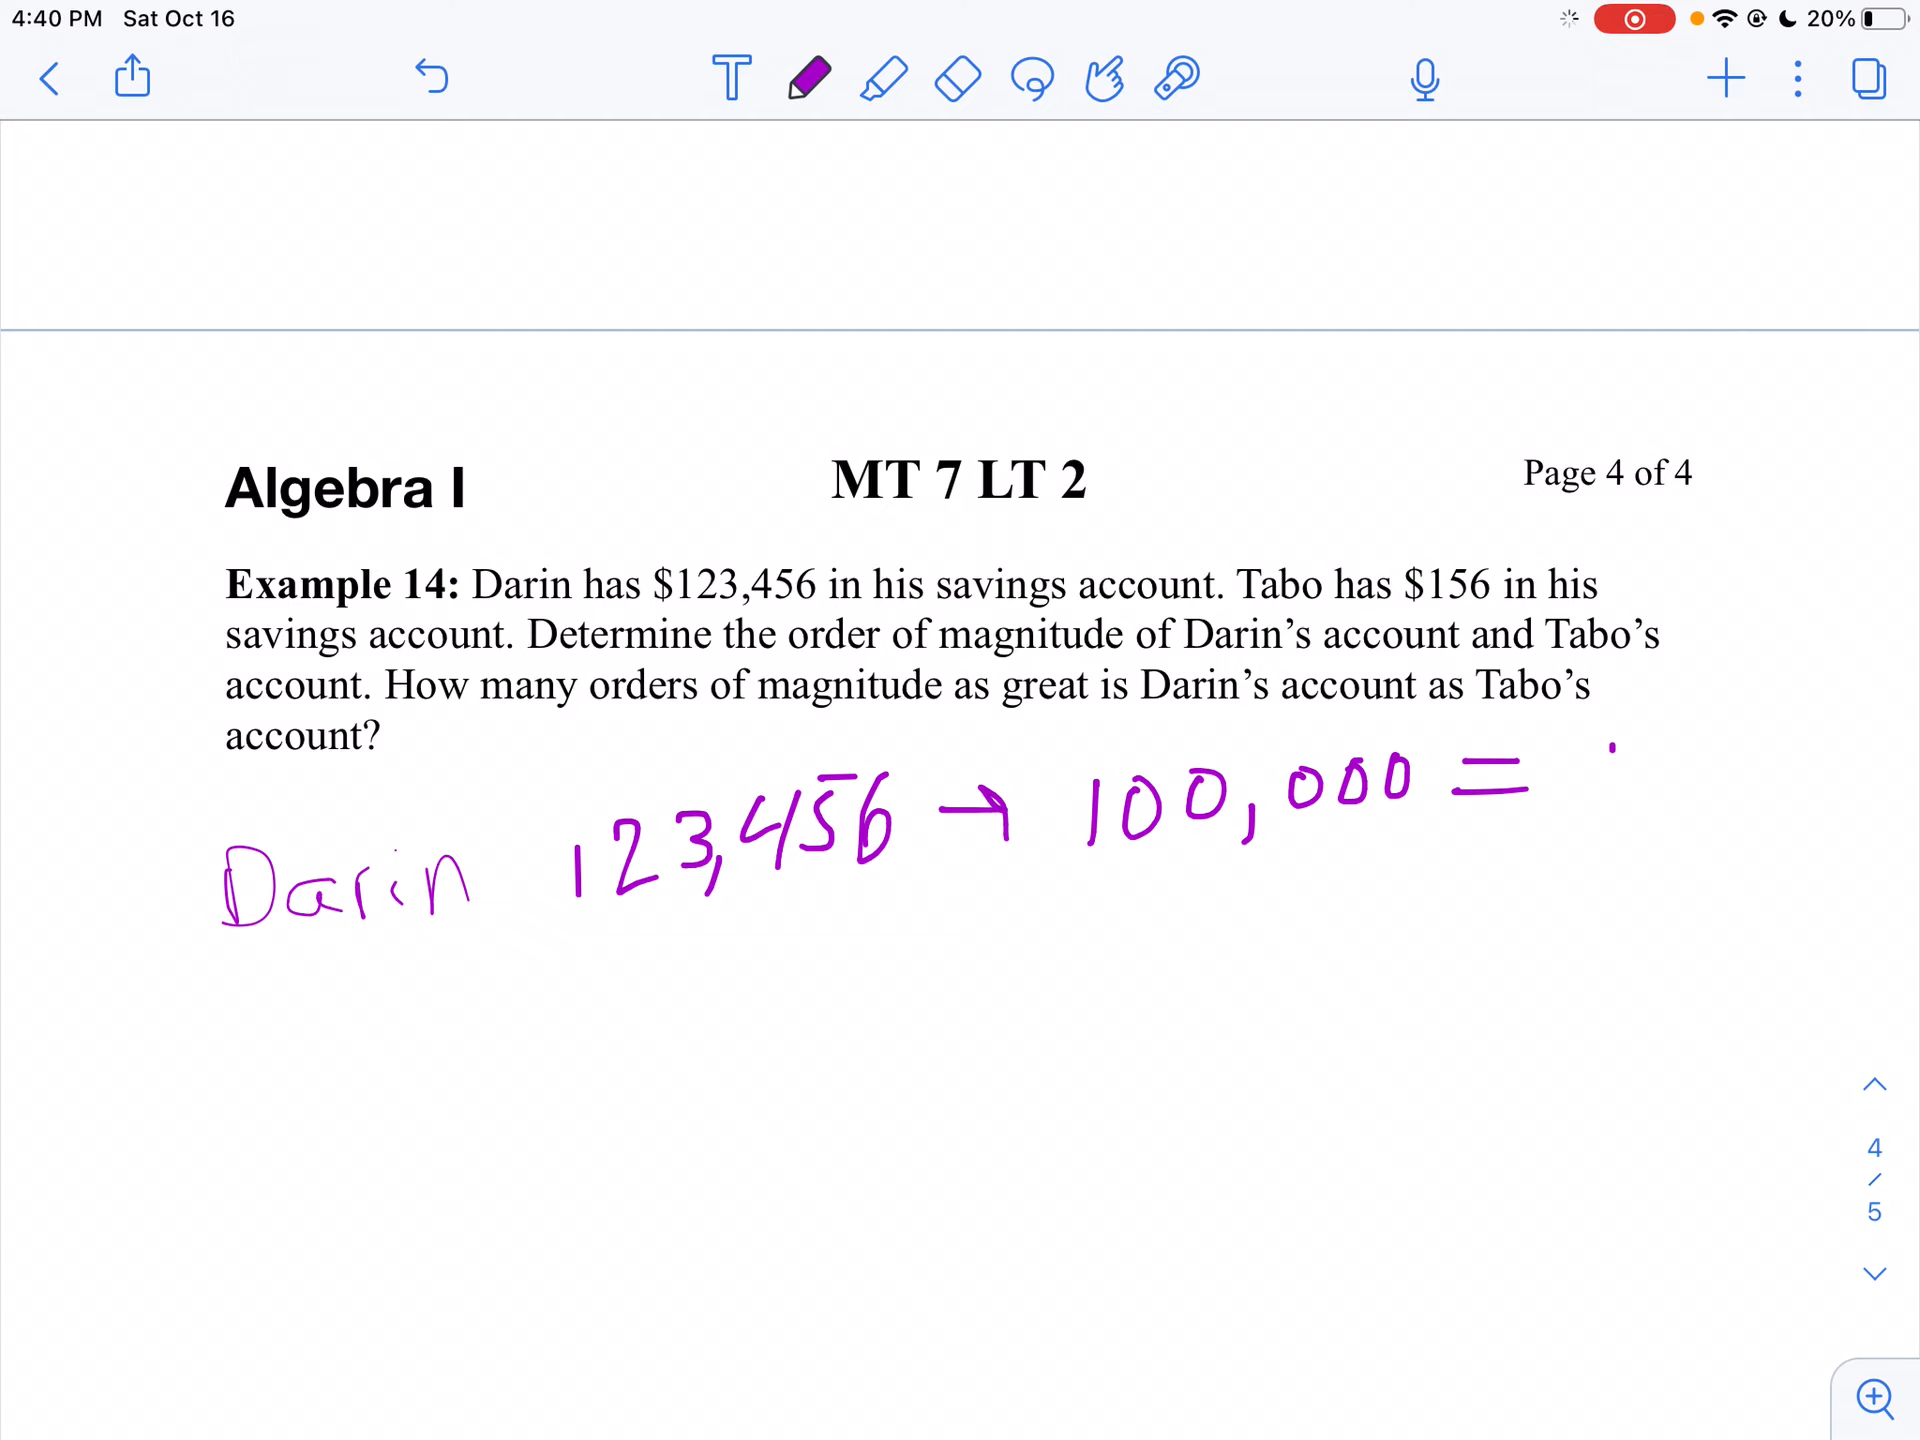 4:40 PM Sat Oct 16
20%
Algebra I
MT 7 LT 2
Page 4 of 4
Example 14: Darin has $123,456 in his savings account. Tabo has $156 in his
savings account. Determine the order of magnitude of Darin’s account and Tabo’s
account. How many orders of magnitude as great is Darin’s account as Tabo’s
account?
Darin 123,456 → 100,000 =
4
/
5